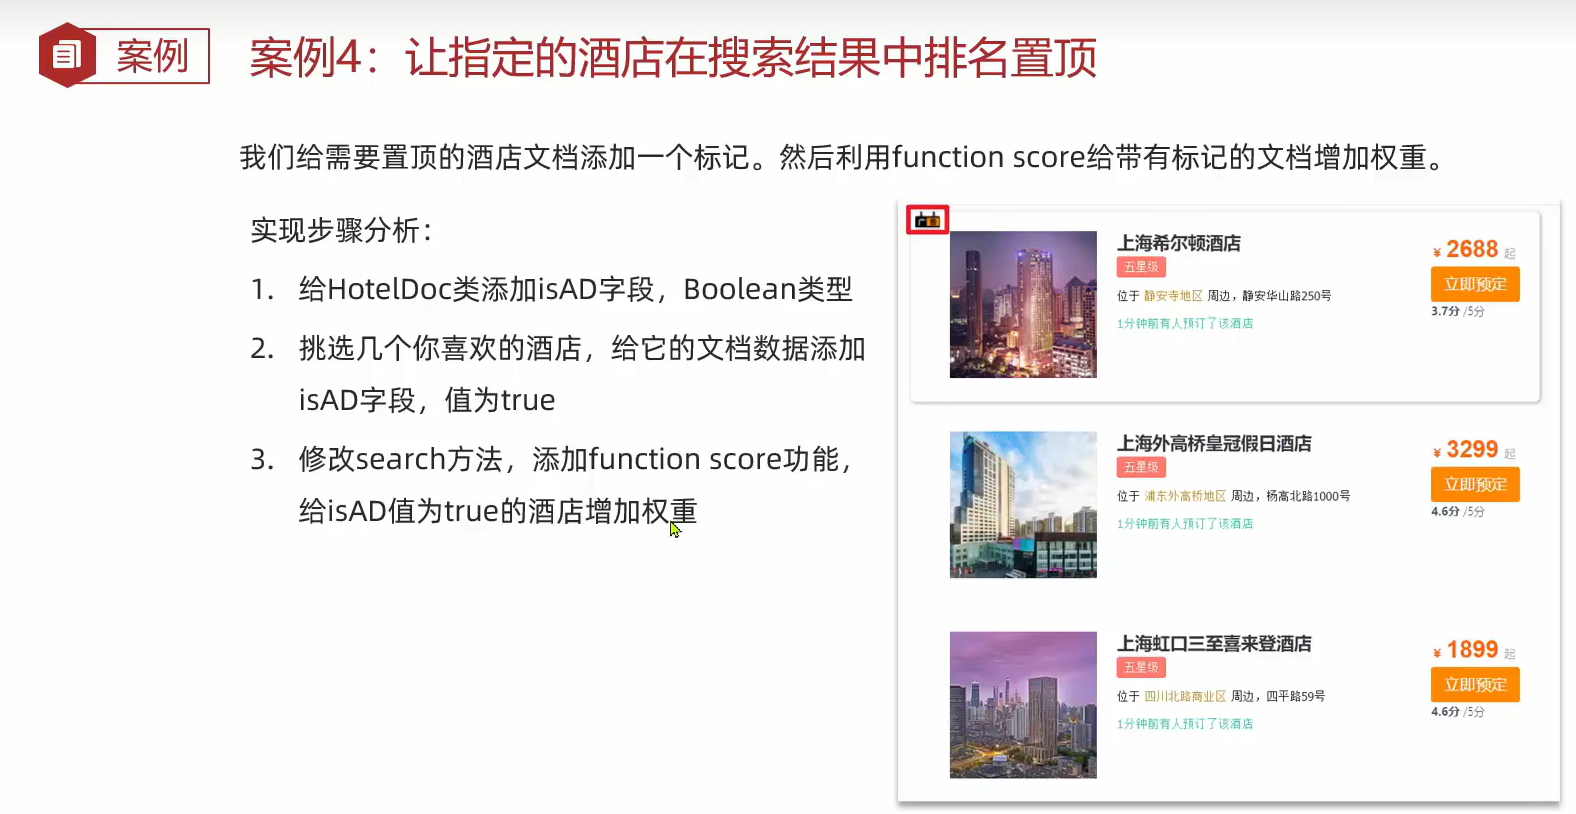 案例
案例4：让指定的酒店在搜索结果中排名置顶
我们给需要置顶的酒店文档添加一个标记。然后利用function score给带有标记的文档增加权重。
实现步骤分析：
1. 给HotelDoc类添加isAD字段，Boolean类型
2. 挑选几个你喜欢的酒店，给它的文档数据添加
isAD字段，值为true
3. 修改search方法，添加function score功能，
给isAD值为true的酒店增加权重
上海希尔顿酒店
五星级
位于 静安寺地区 周边，静安华山路250号
1分钟前有人预订了该酒店
¥ 2688 起
立即预定
3.7分 /5分
上海外高桥皇冠假日酒店
五星级
位于 浦东外高桥地区 周边，杨高北路1000号
1分钟前有人预订了该酒店
¥ 3299 起
立即预定
4.6分 /5分
上海虹口三至喜来登酒店
五星级
位于 四川北路商业区 周边，四平路59号
1分钟前有人预订了该酒店
¥ 1899 起
立即预定
4.6分 /5分